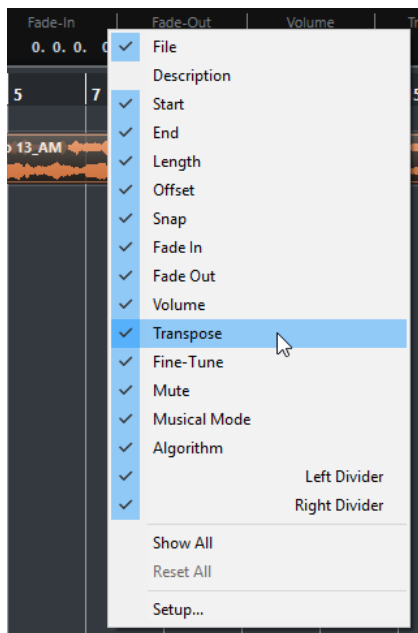 Fade-In Fade-Out Volume
0. 0. 0.
5 7
13_AM
File
Description
Start
End
Length
Offset
Snap
Fade In
Fade Out
Volume
Transpose
Fine-Tune
Mute
Musical Mode
Algorithm
Left Divider
Right Divider
Show All
Reset All
Setup...